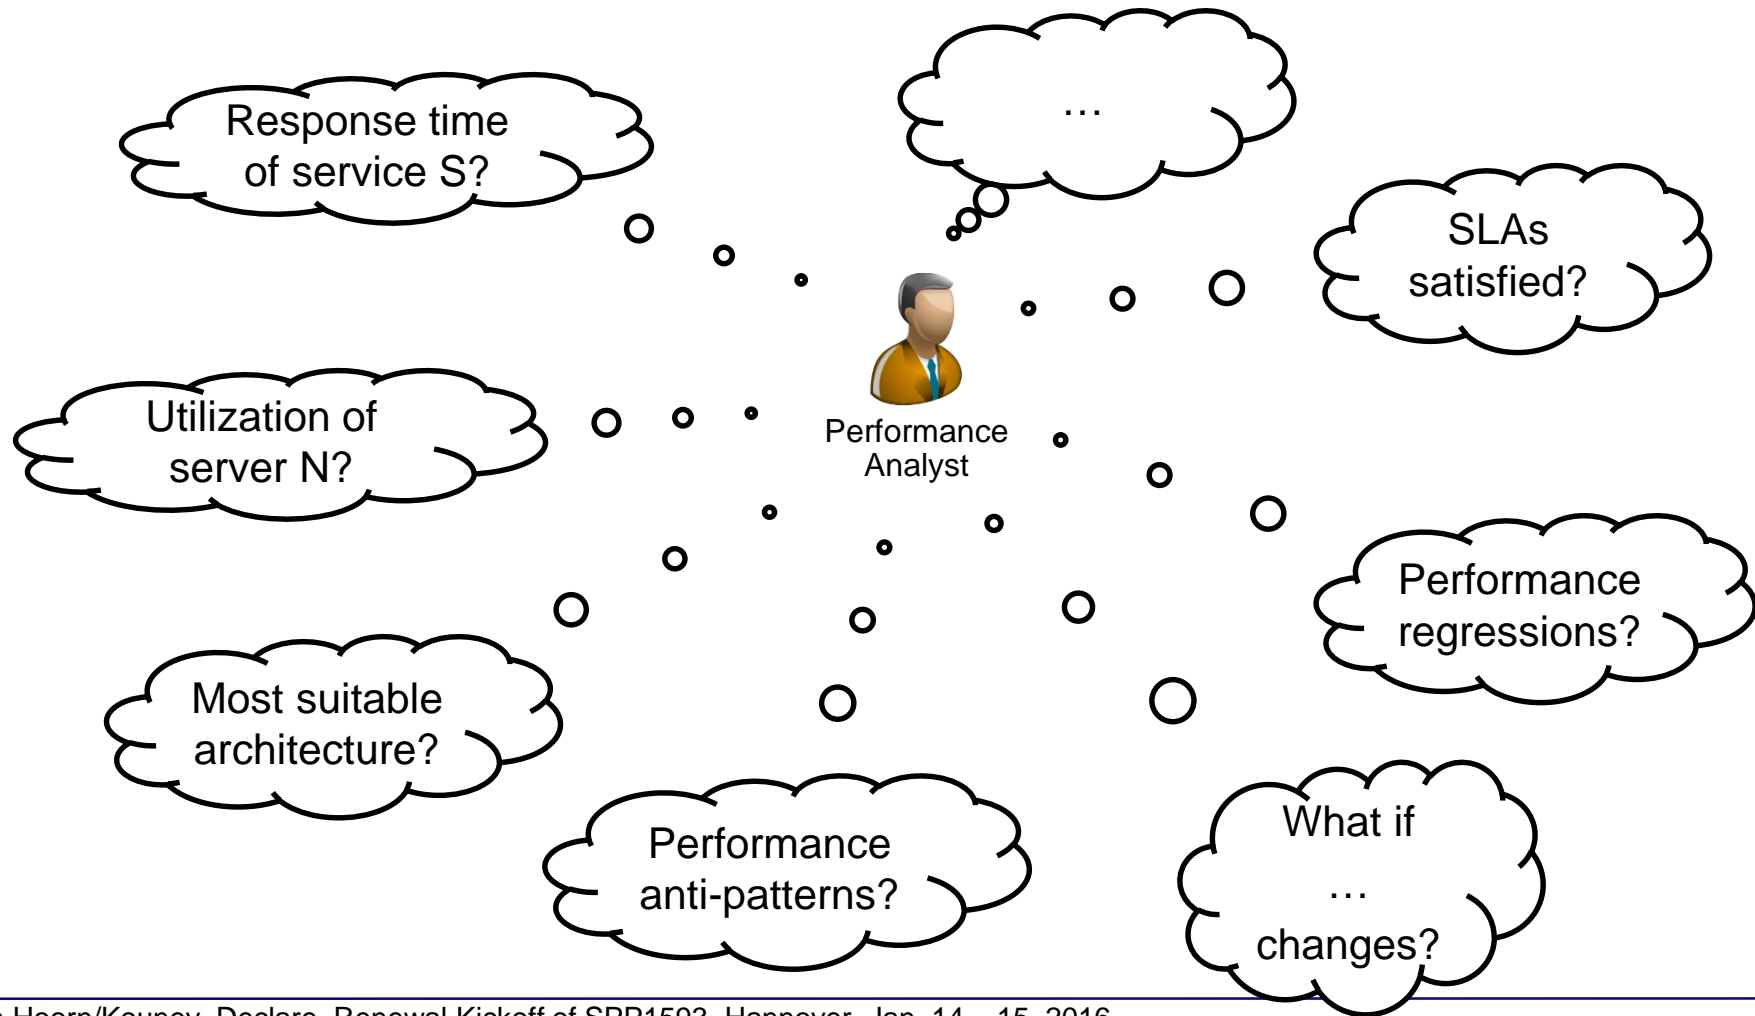 Response time
of service S?
…
SLAs
satisfied?
Utilization of
server N?
Performance
Analyst
Performance
regressions?
Most suitable
architecture?
Performance
anti-patterns?
What if
…
changes?
Hoorn/Kounev, Declare, Renewal Kickoff of SPP1593, Hannover, Jan. 14 – 15, 2016